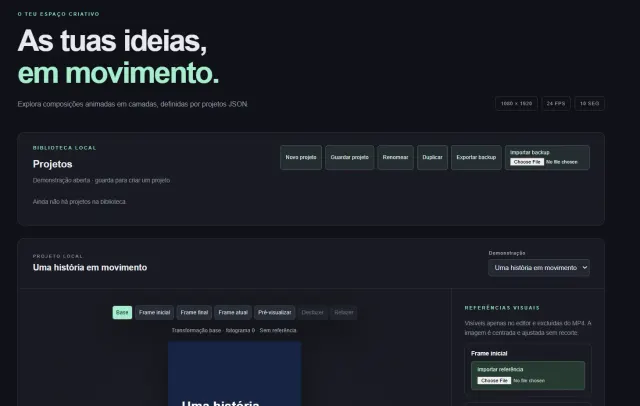 O TEU ESPAÇO CRIATIVO
As tuas ideias,
em movimento.
Explora composições animadas em camadas, definidas por projetos JSON.
1080 × 1920
24 FPS
10 SEG
BIBLIOTECA LOCAL
Projetos
Demonstração aberta · guarda para criar um projeto.
Ainda não há projetos na biblioteca.
Novo projeto
Guardar projeto
Renomear
Duplicar
Exportar backup
Importar backup
Choose File No file chosen
PROJETO LOCAL
Uma história em movimento
Demonstração
Uma história em movimento
Base
Frame inicial
Frame final
Frame atual
Pré-visualizar
Desfazer
Refazer
Transformação base · fotograma 0 · Sem referência
Uma história
REFERÊNCIAS VISUAIS
Visíveis apenas no editor e excluídas do MP4. A
imagem é centrada e ajustada sem recorte.
Frame inicial
Importar referência
Choose File No file chosen